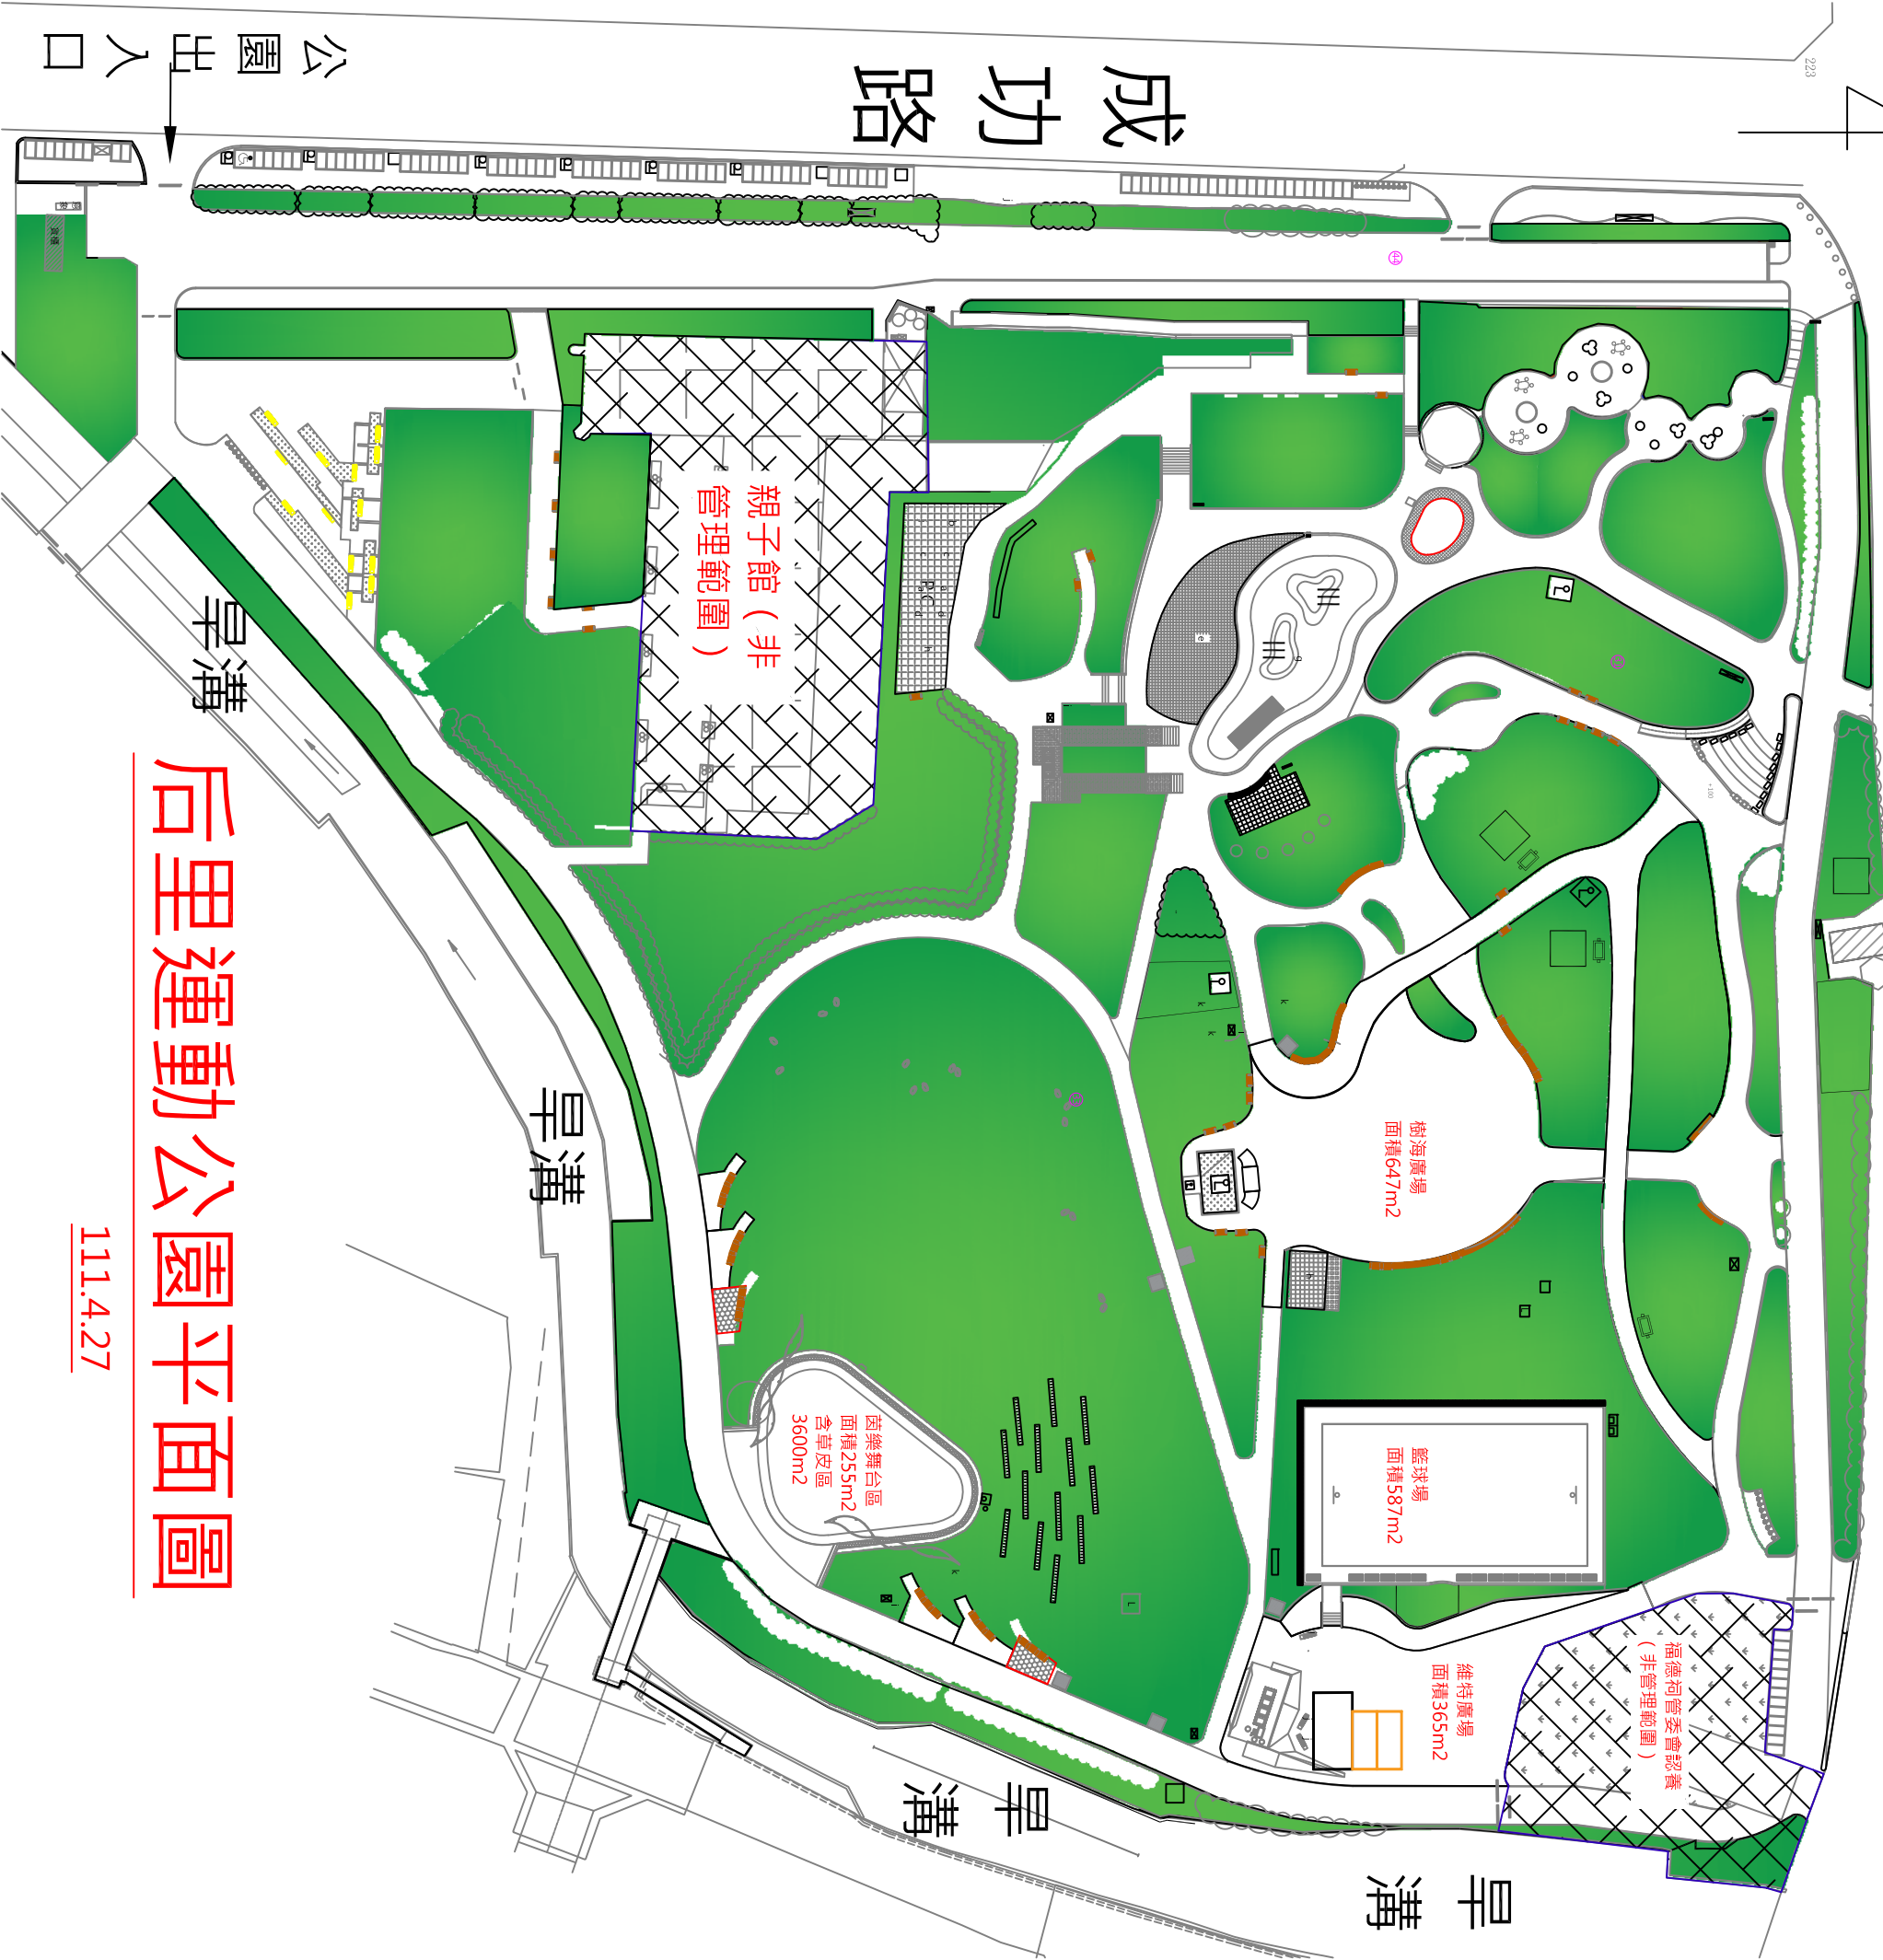 成功路
公園出入口
223
貨櫃
親子館(非
管理範圍)
旱溝
后里運動公園平面圖
111.4.27
旱溝
樹海廣場
面積647m2
茵樂舞台區
面積255m2
含草皮區
3600m2
籃球場
面積587m2
維特廣場
面積365m2
福德祠管委會認養
(非管理範圍)
旱溝
旱溝